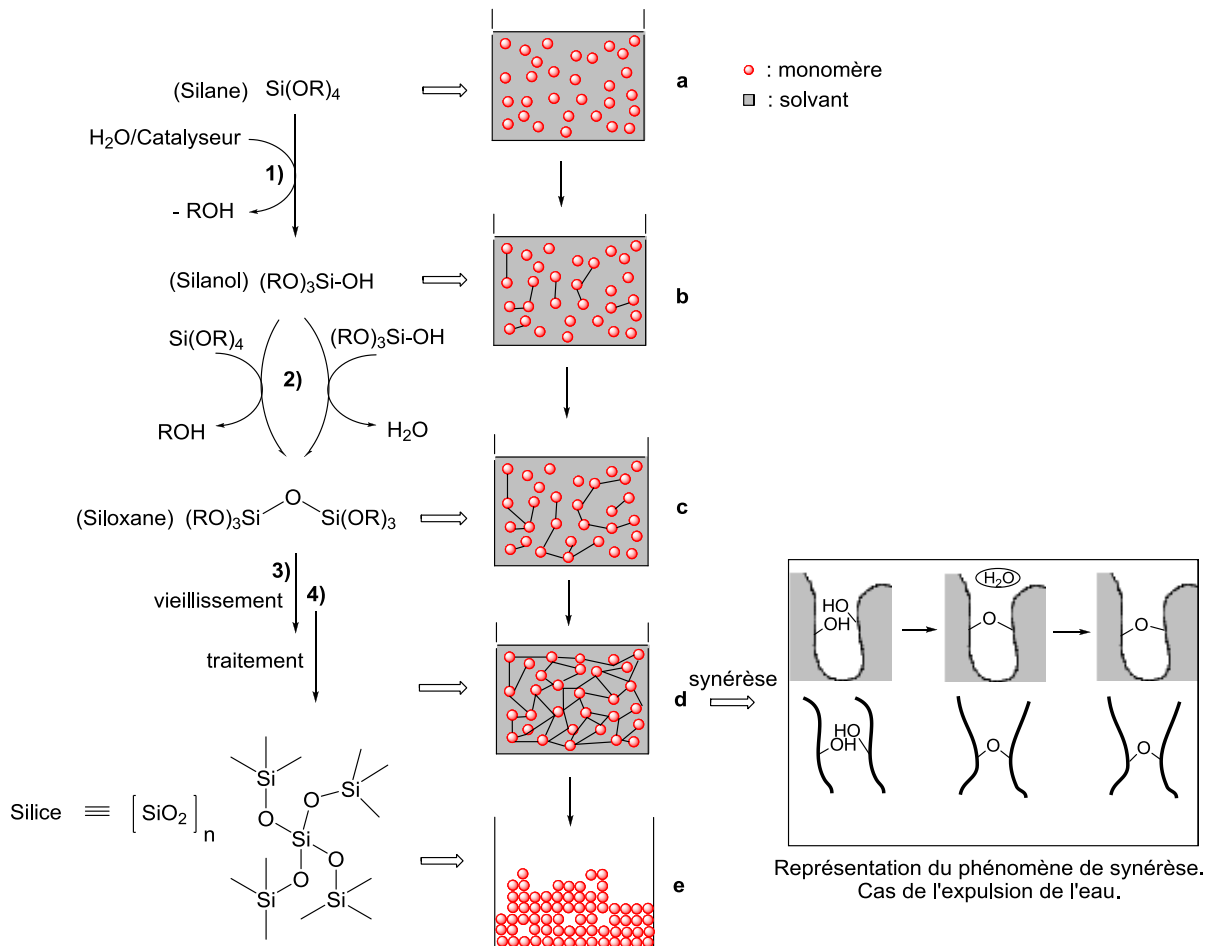 (Silane) Si(OR)4
a
: monomère
: solvant
H2O/Catalyseur
1)
- ROH
(Silanol) (RO)3Si-OH
b
Si(OR)4
(RO)3Si-OH
2)
ROH
H2O
O
(Siloxane) (RO)3Si Si(OR)3
c
3)
vieillissement
4)
traitement
d
synérèse
H2O
HO
OH
O
O
HO
OH
O
O
Représentation du phénomène de synérèse.
Cas de l'expulsion de l'eau.
Silice ≡ [SiO2]n
Si
Si
O
O
Si
O
O
Si
Si
e